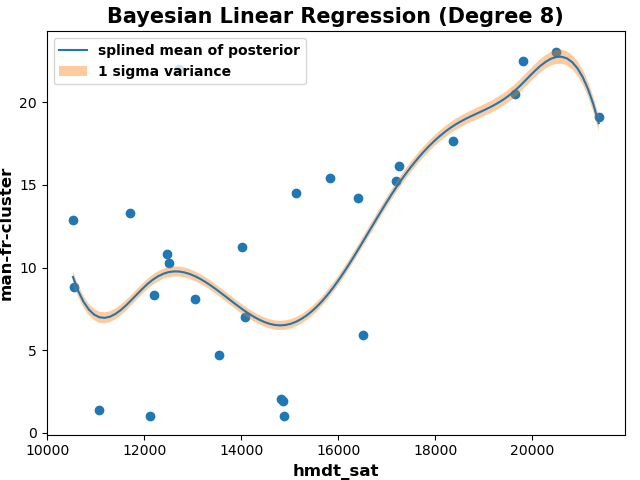 Bayesian Linear Regression (Degree 8)
splined mean of posterior
1 sigma variance
man-fr-cluster
20
15
10
5
0
10000 12000 14000 16000 18000 20000
hmdt_sat